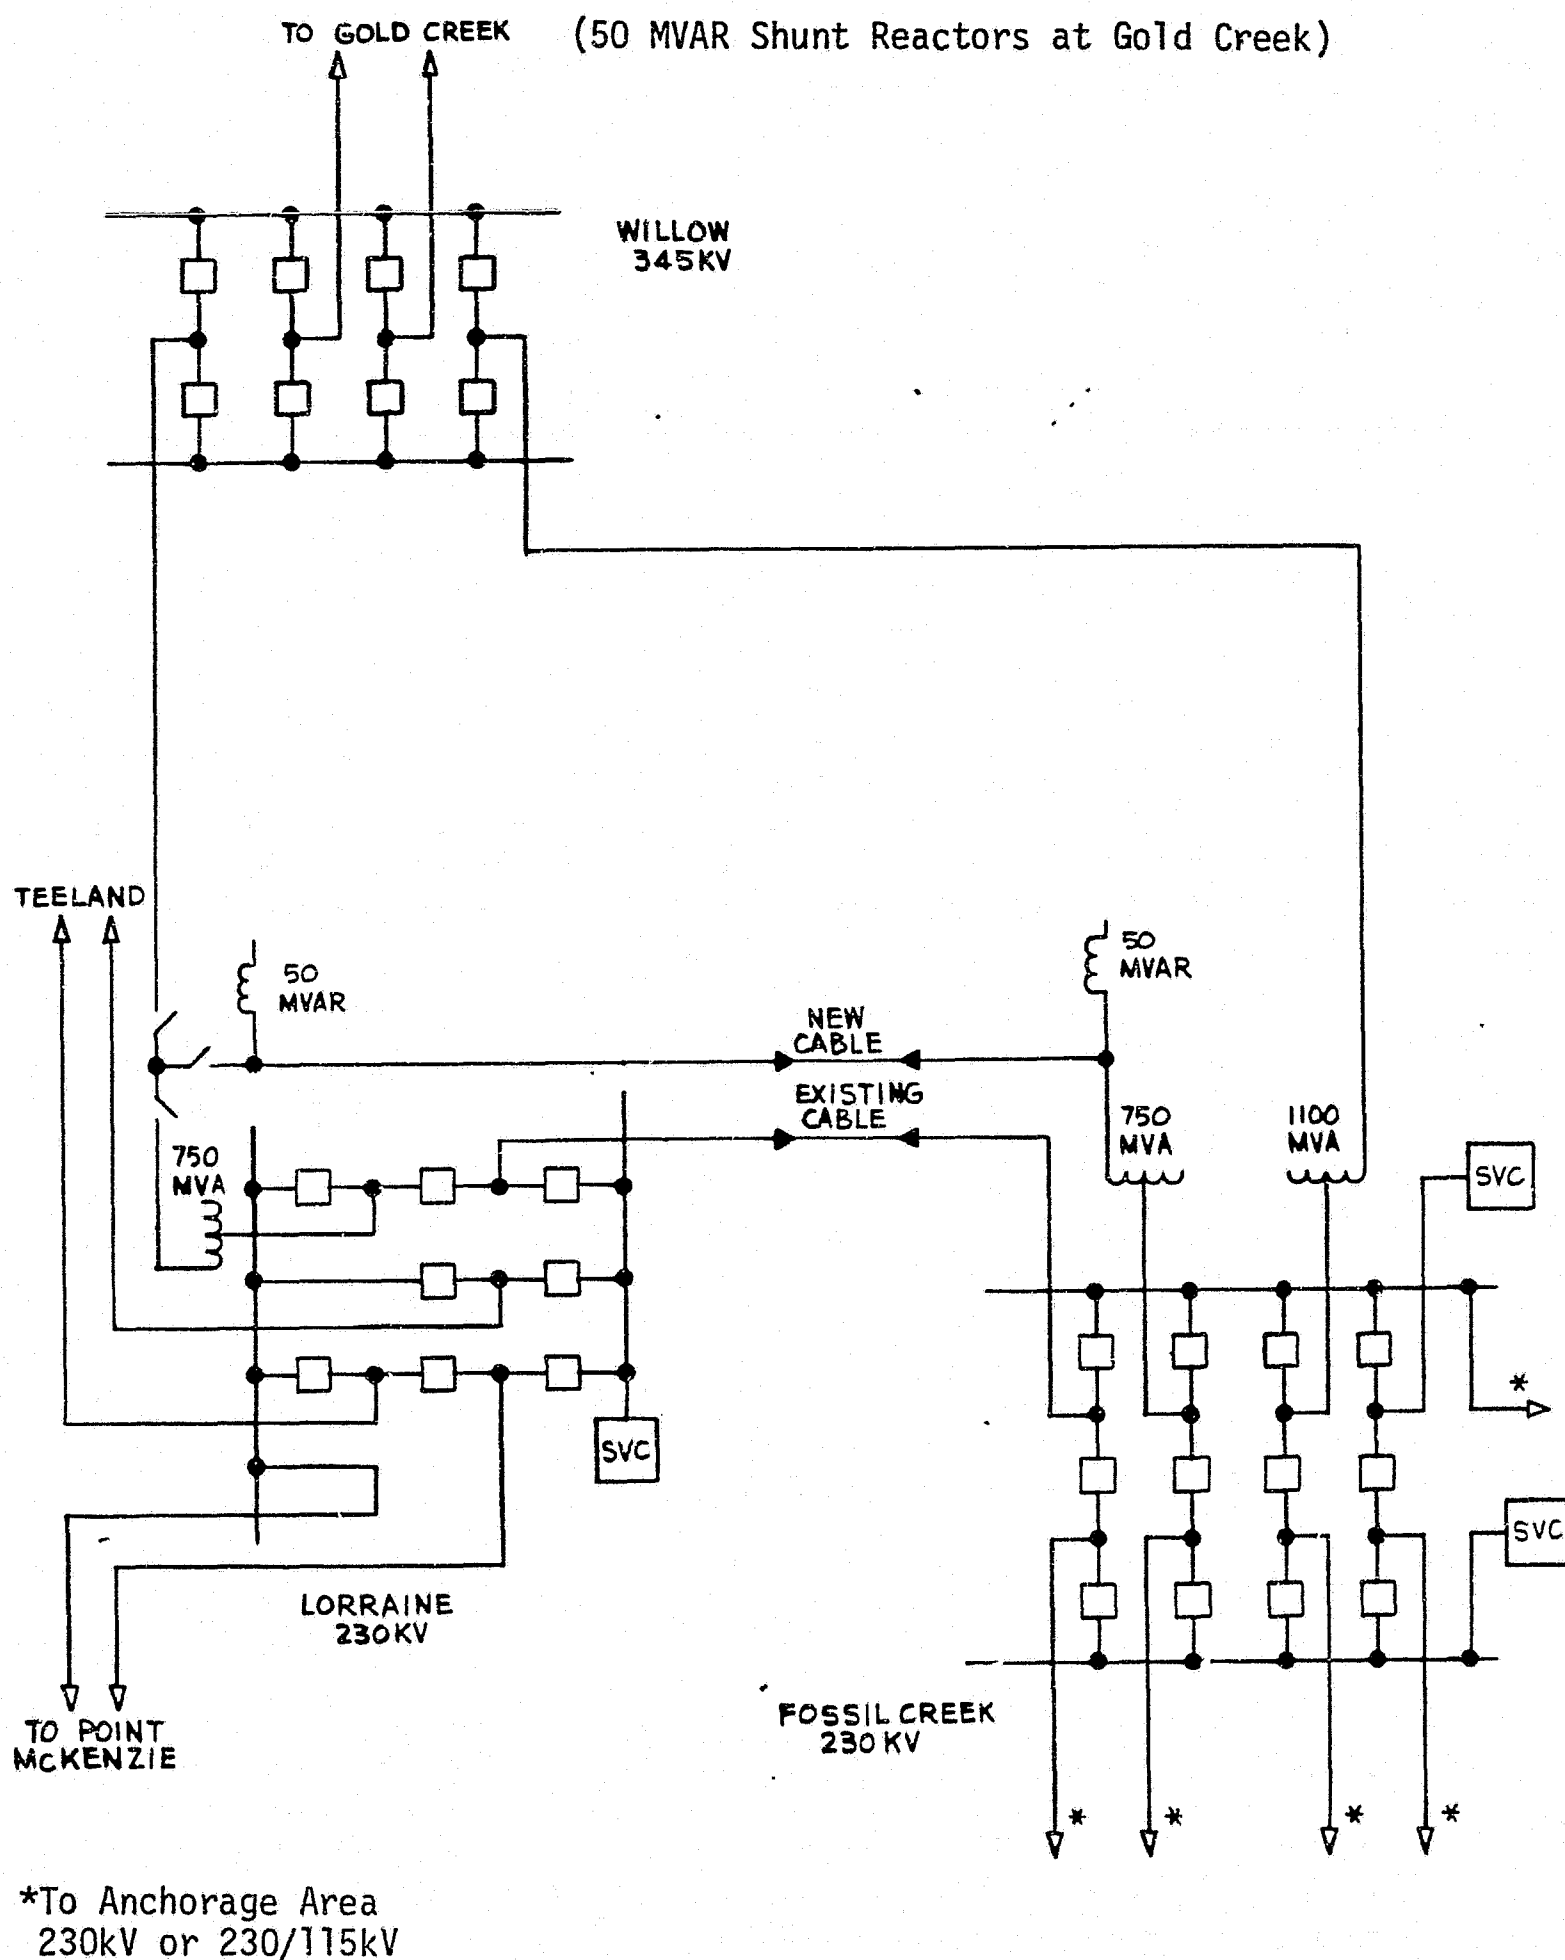 TO GOLD CREEK (50 MVAR Shunt Reactors at Gold Creek)
WILLOW
345KV
TEELAND
50
MVAR
50
MVAR
NEW
CABLE
EXISTING
CABLE
750
MVA
1100
MVA
750
MVA
SVC
*
SVC
SVC
LORRAINE
230KV
FOSSIL CREEK
230KV
TO POINT
McKENZIE
*
*
*
*
*To Anchorage Area
230kV or 230/115kV